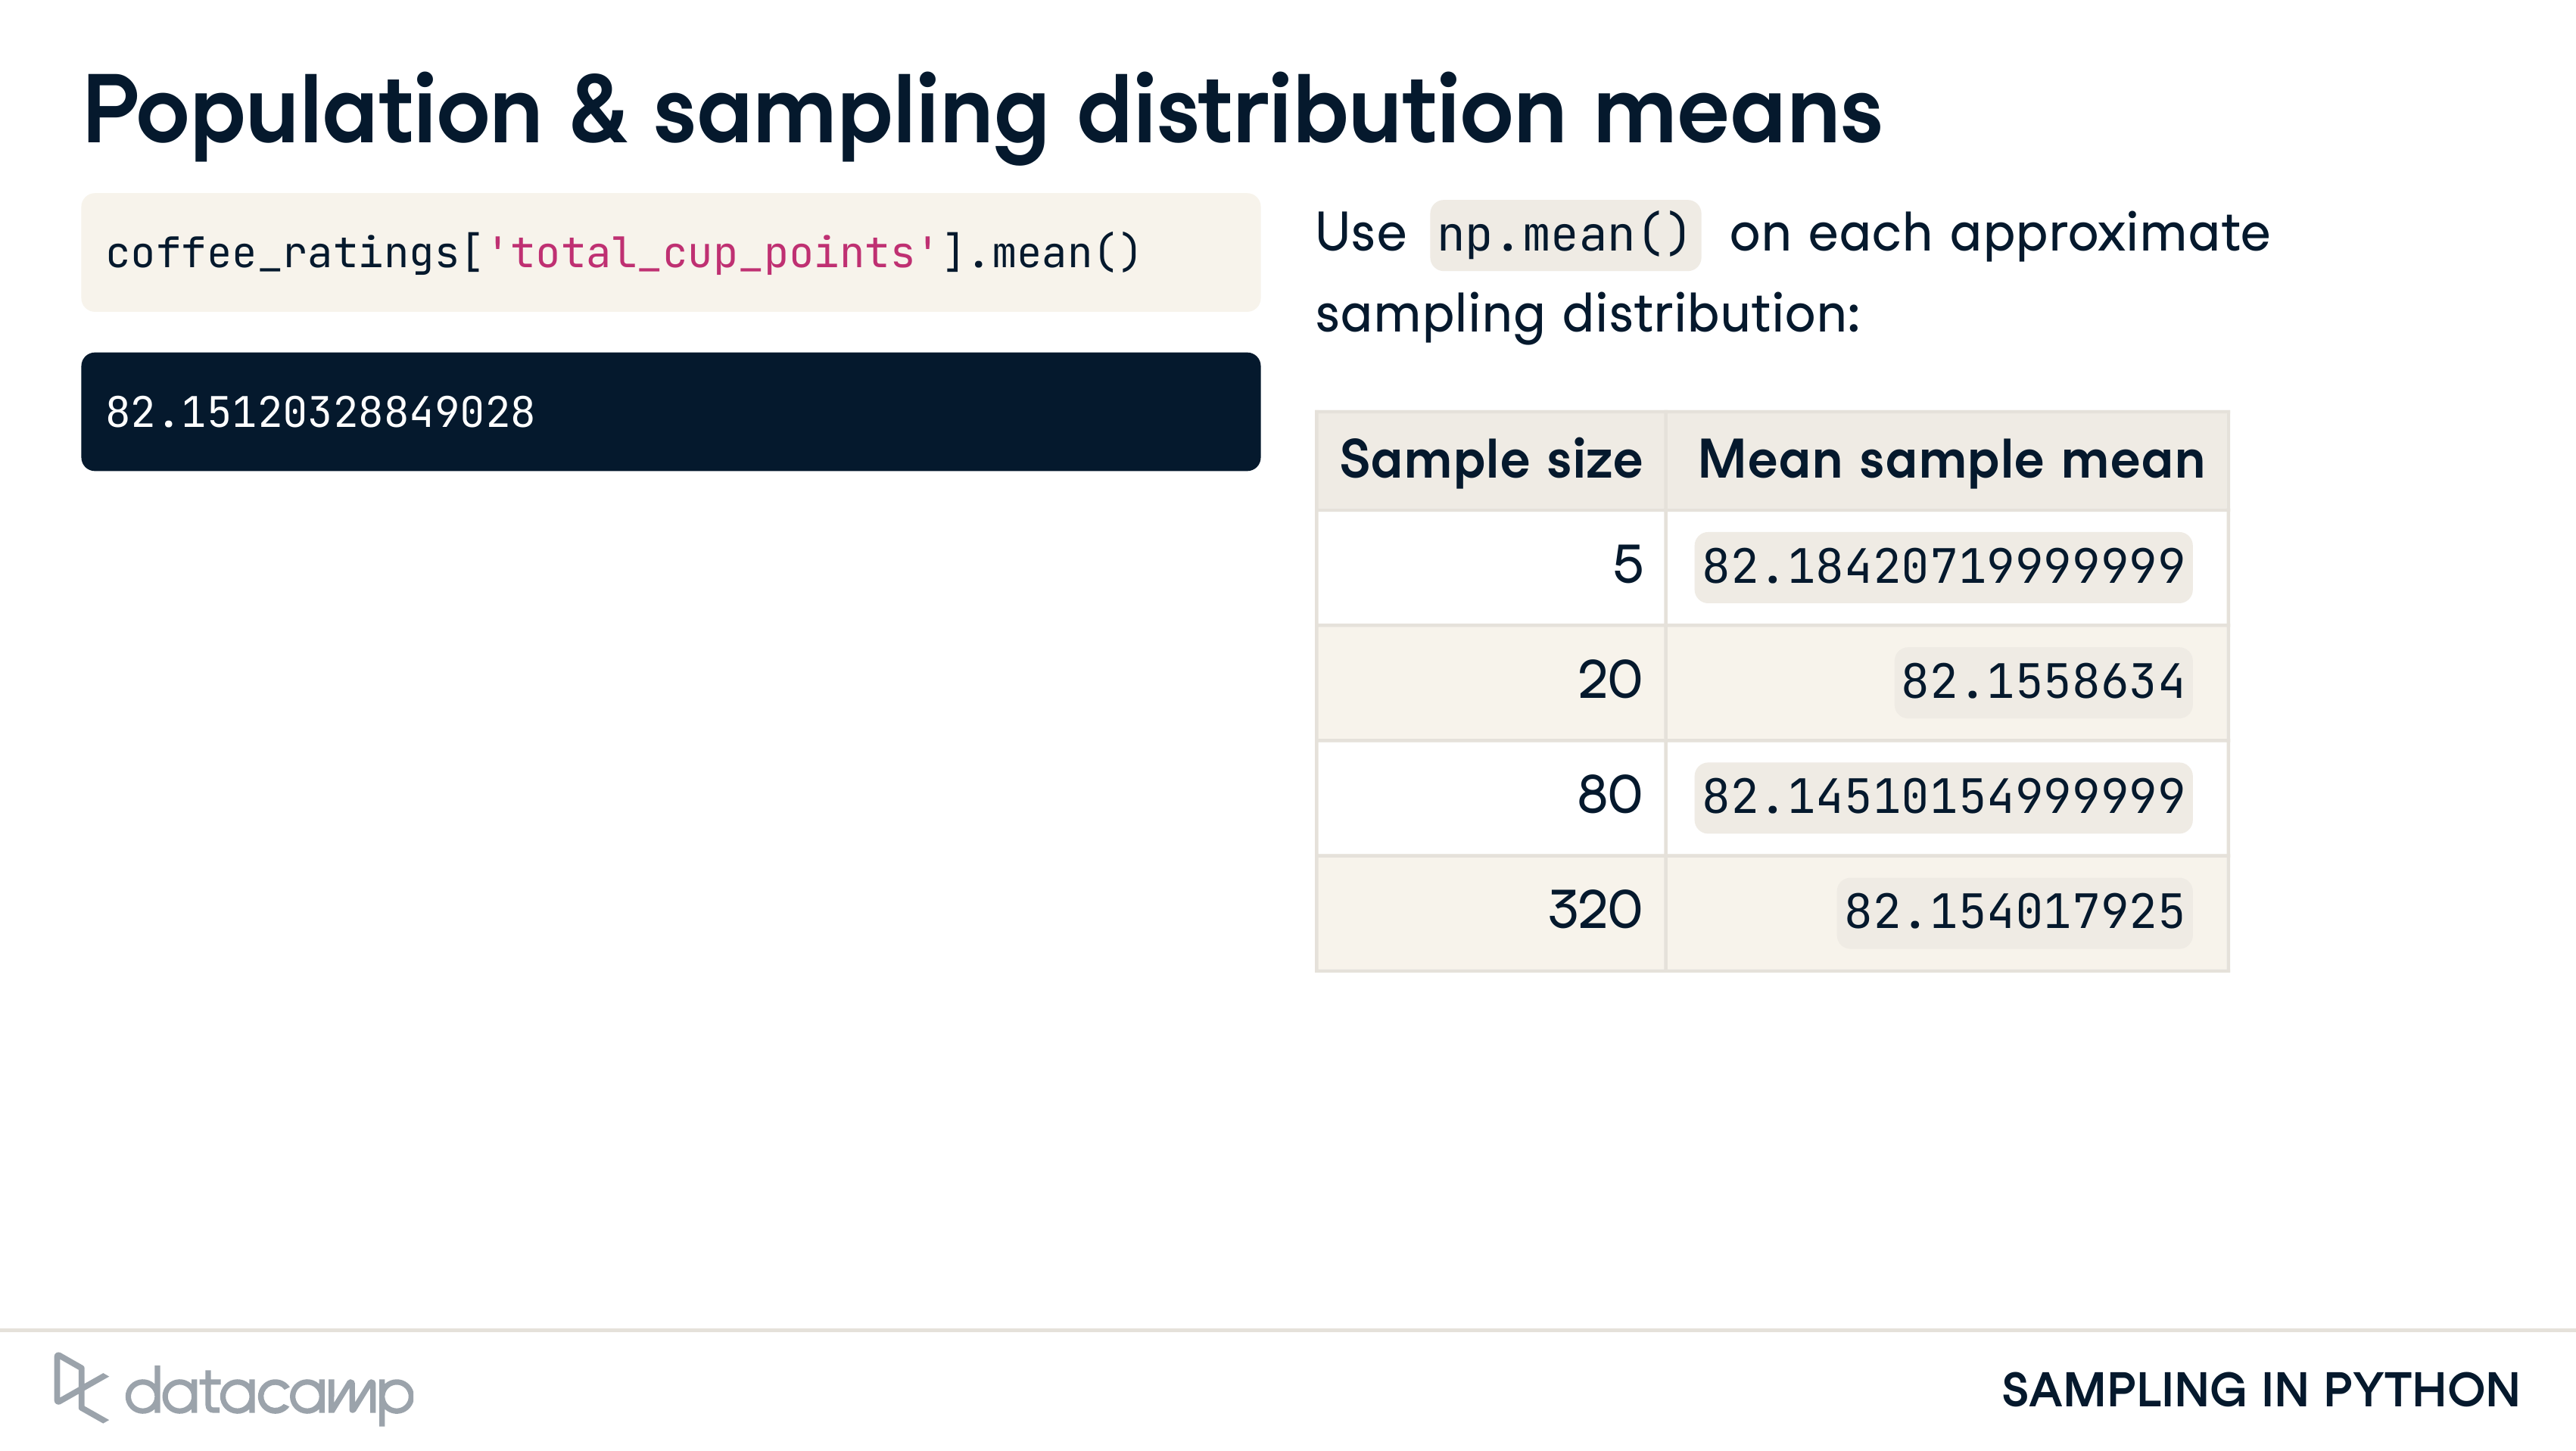 Population & sampling distribution means
coffee_ratings['total_cup_points'].mean()
82.15120328849028
Use np.mean() on each approximate
sampling distribution:
Sample size Mean sample mean
5 82.18420719999999
20 82.1558634
80 82.14510154999999
320 82.154017925
datacamp
SAMPLING IN PYTHON